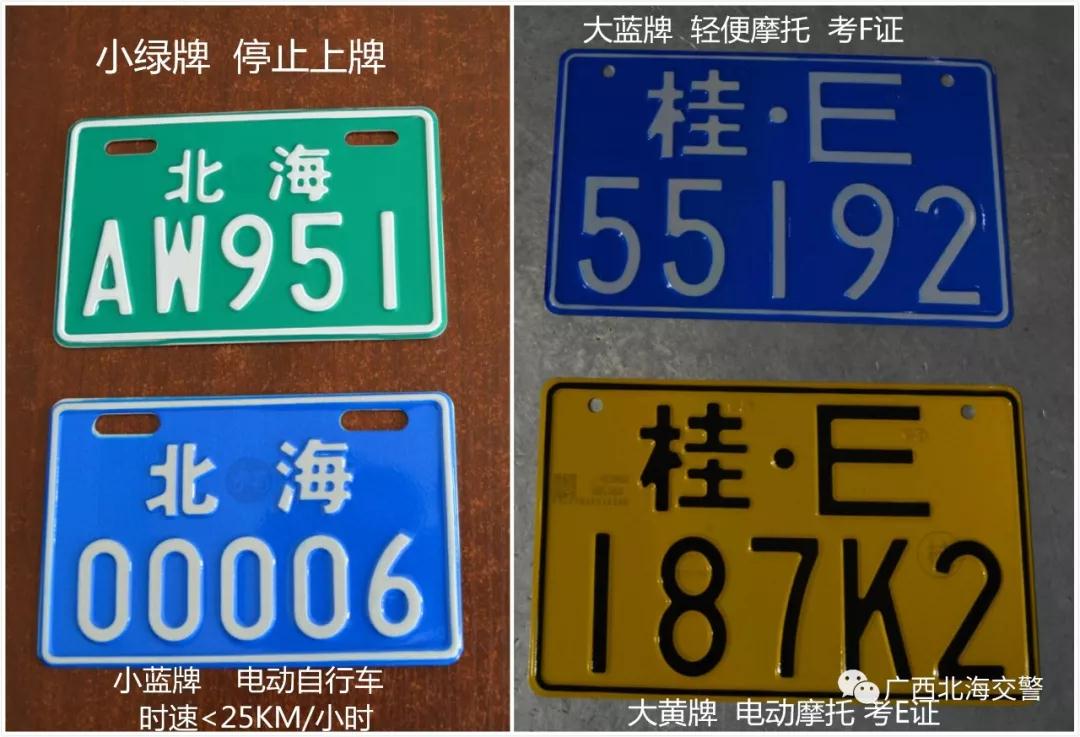 小绿牌 停止上牌
北 海
AW951
北 海
00006
小蓝牌 电动自行车
时速<25KM/小时
大蓝牌 轻便摩托 考F证
桂·E
55192
桂·E
187K2
广西北海交警
大黄牌 电动摩托 考E证